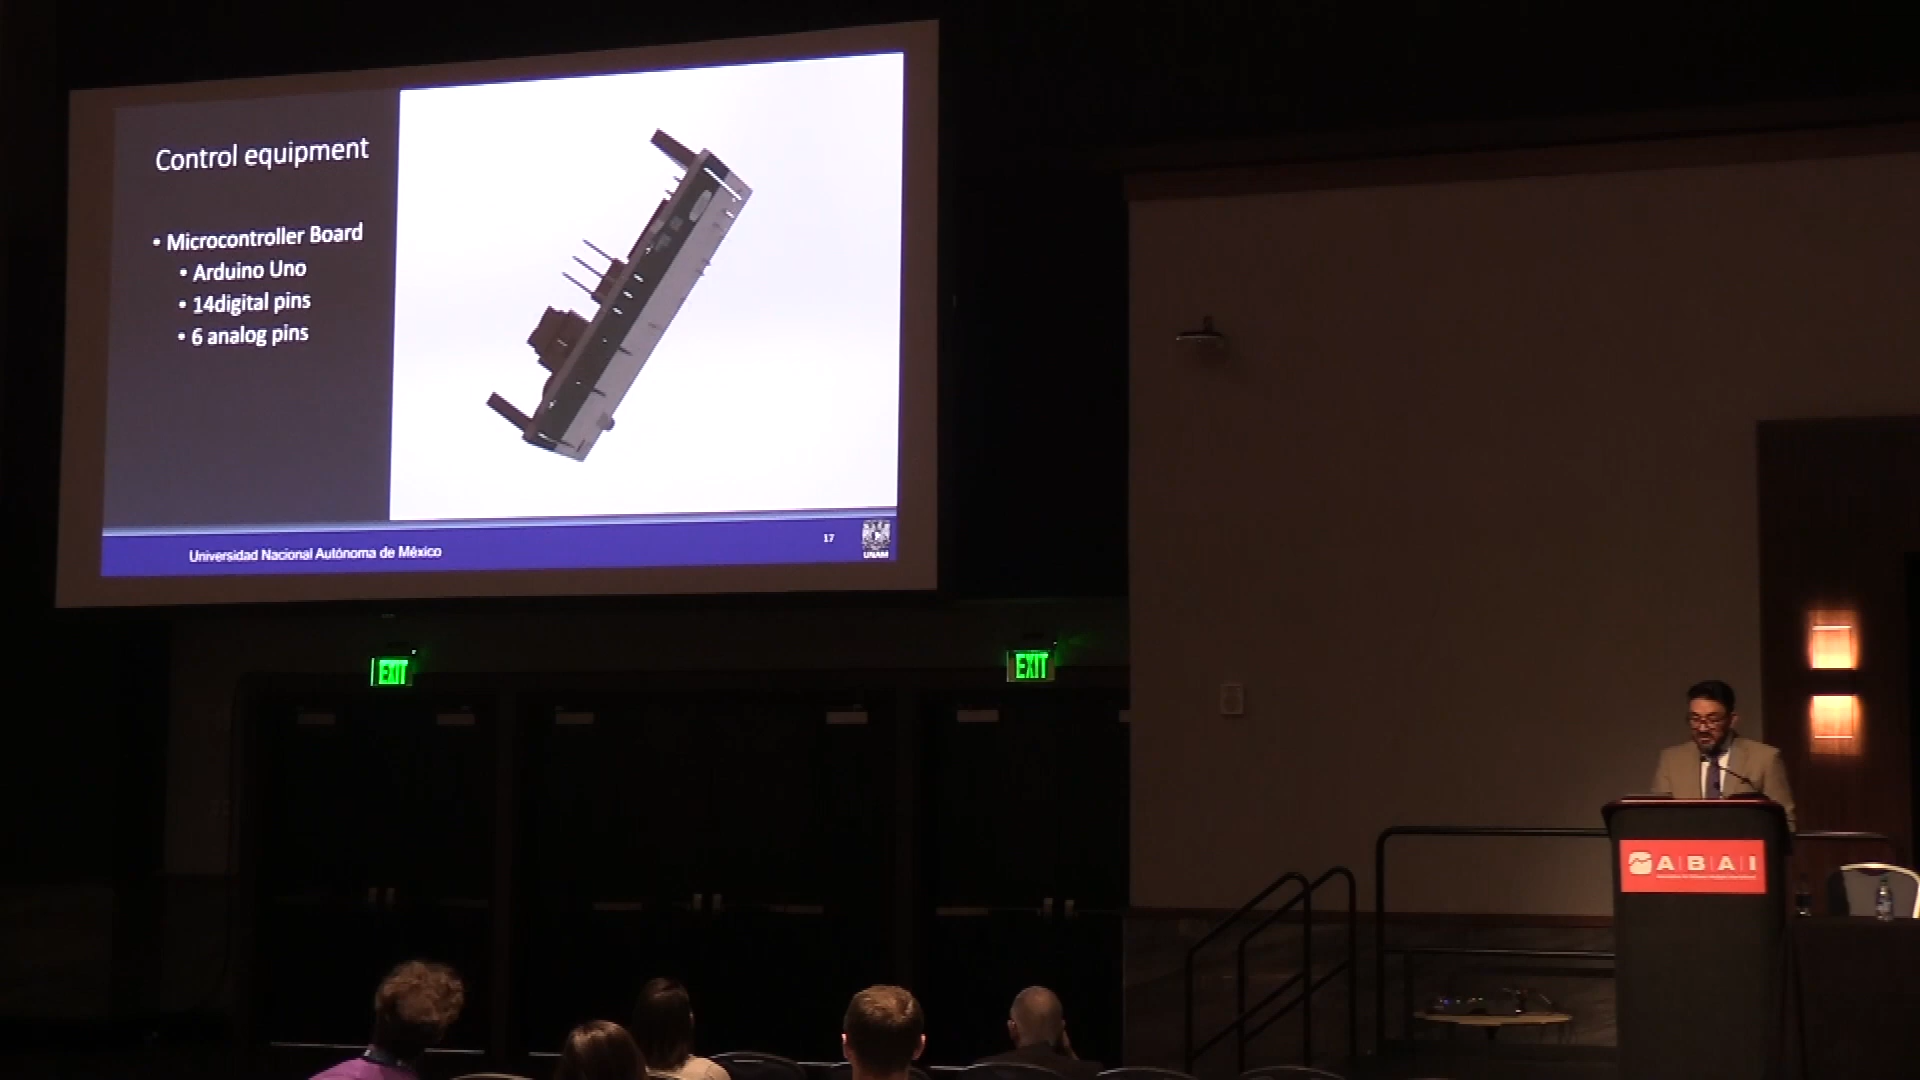 Control equipment
• Microcontroller Board
• Arduino Uno
• 14digital pins
• 6 analog pins
Universidad Nacional Autónoma de México
17
UNAM
EXIT
EXIT
A|B|A|I